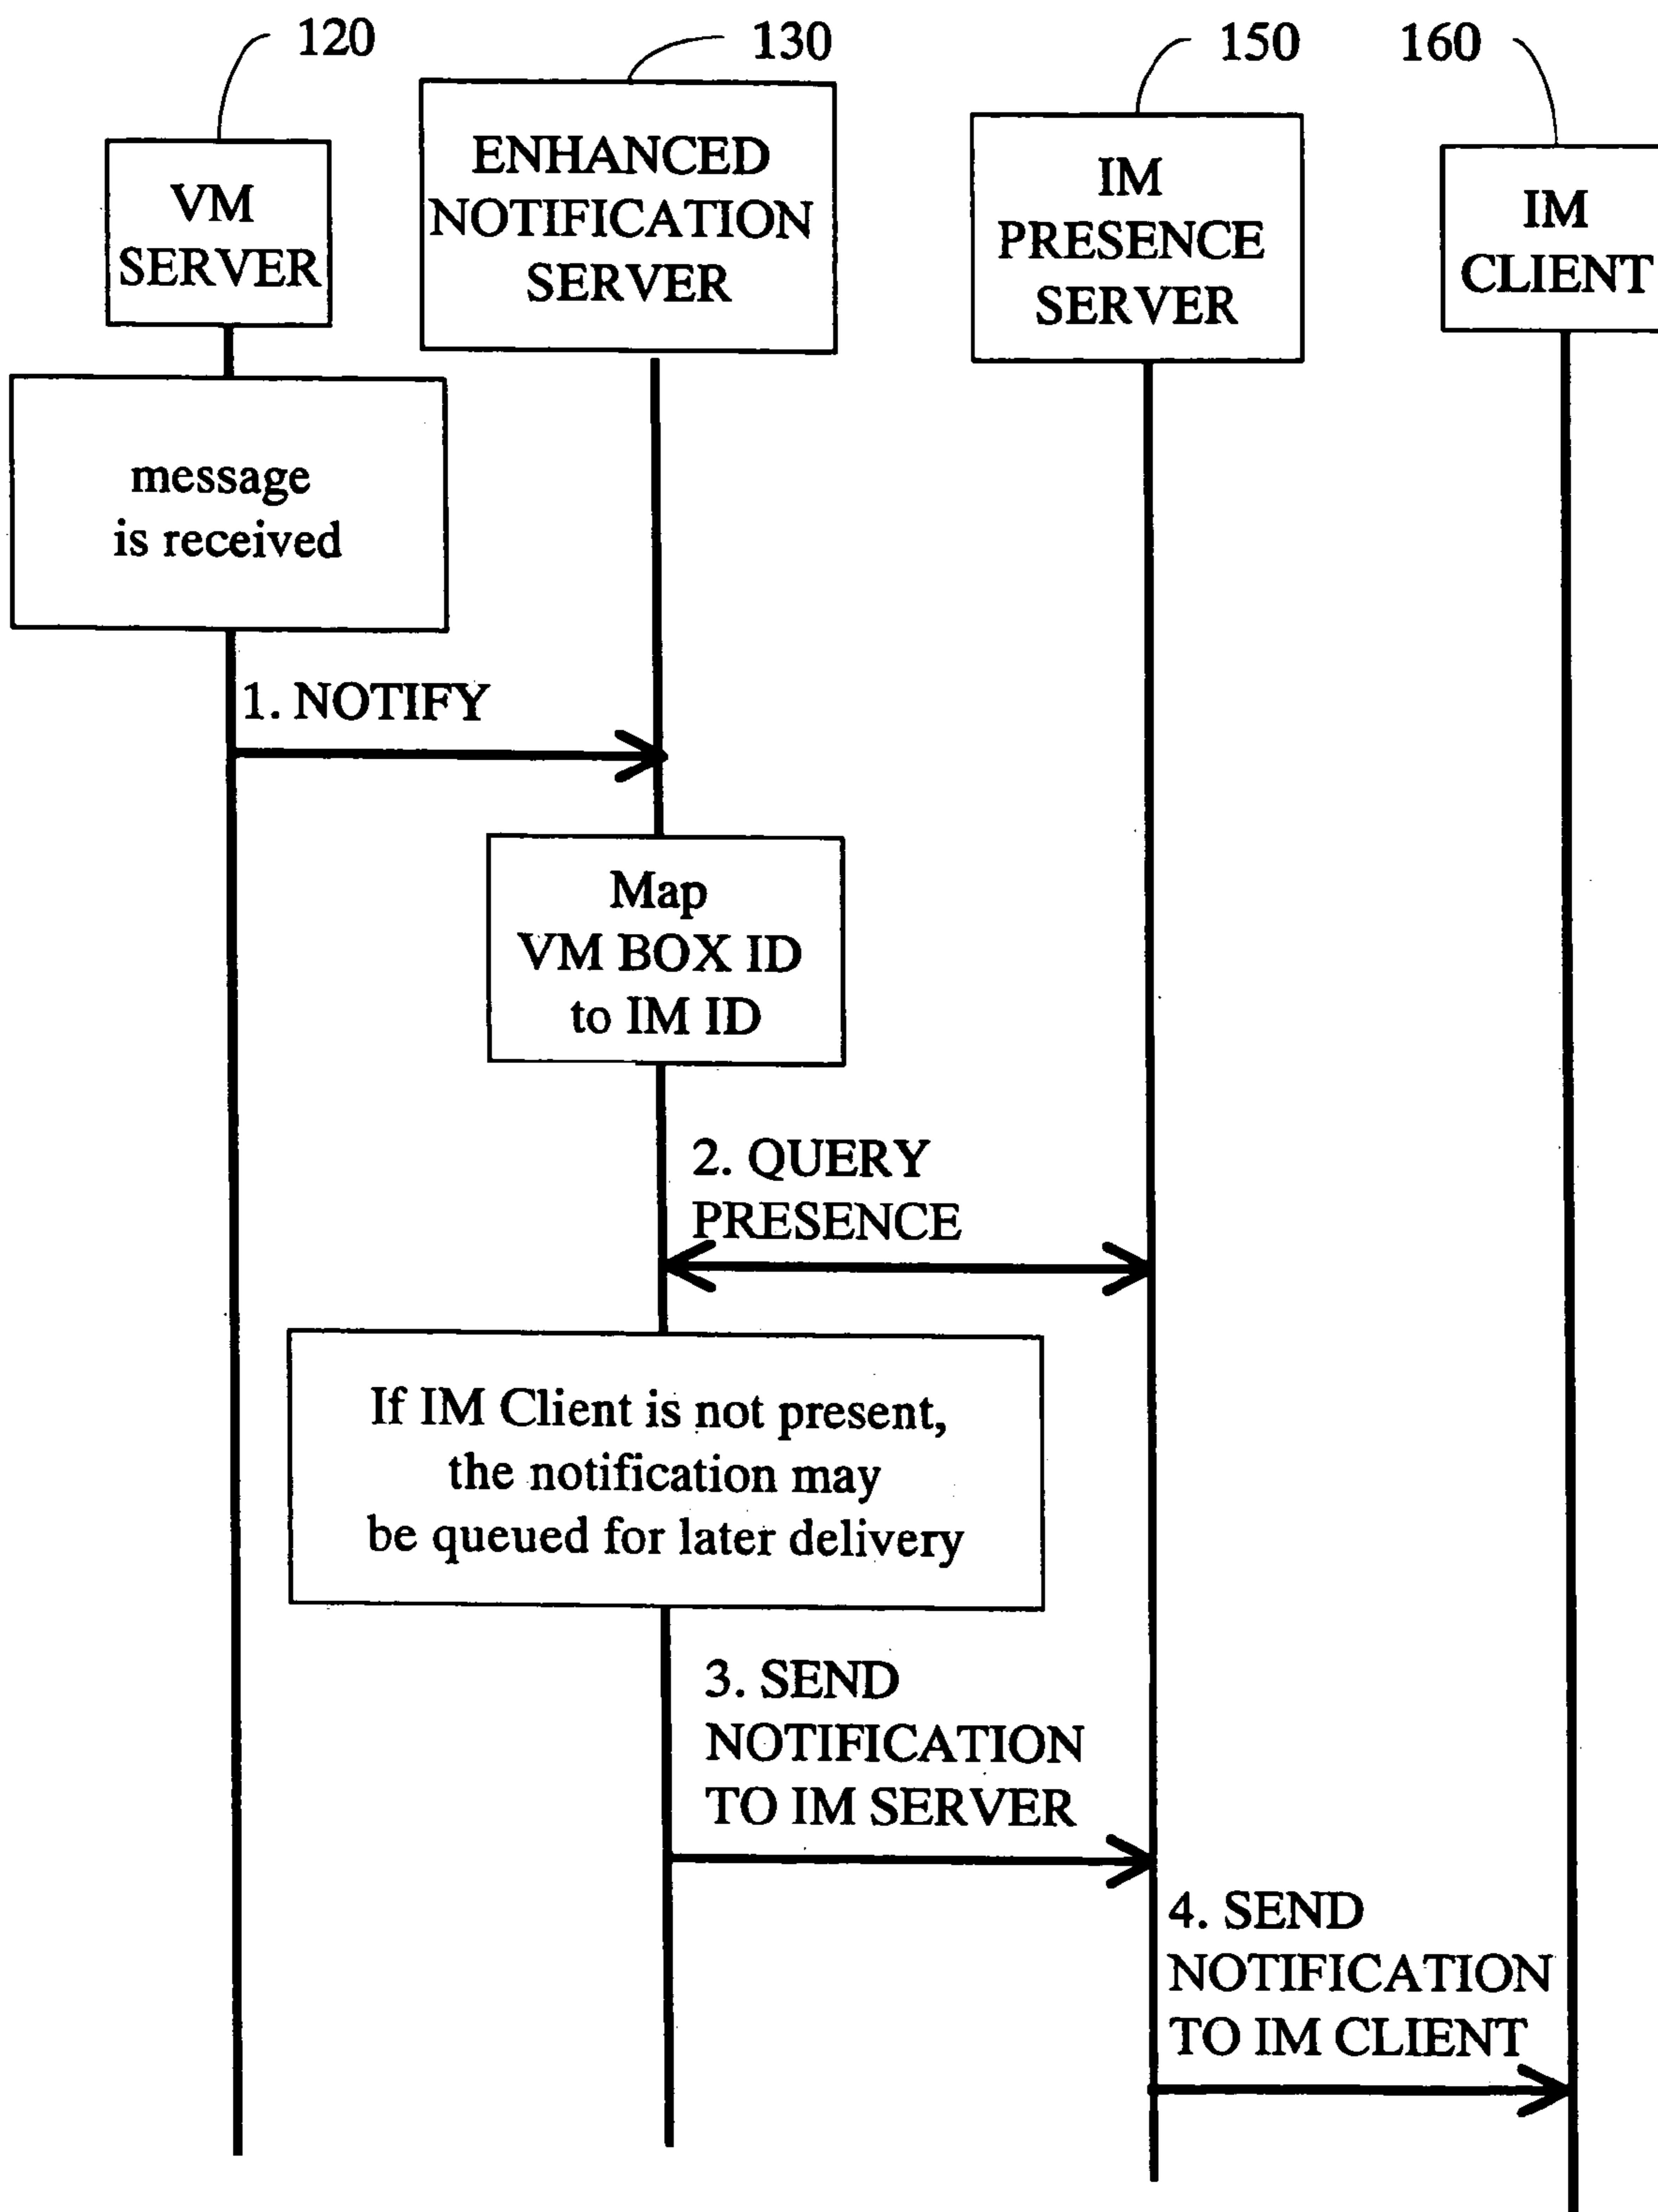 120
130
150
160
VM
SERVER
ENHANCED
NOTIFICATION
SERVER
IM
PRESENCE
SERVER
IM
CLIENT
message
is received
1. NOTIFY
Map
VM BOX ID
to IM ID
2. QUERY
PRESENCE
If IM Client is not present,
the notification may
be queued for later delivery
3. SEND
NOTIFICATION
TO IM SERVER
4. SEND
NOTIFICATION
TO IM CLIENT